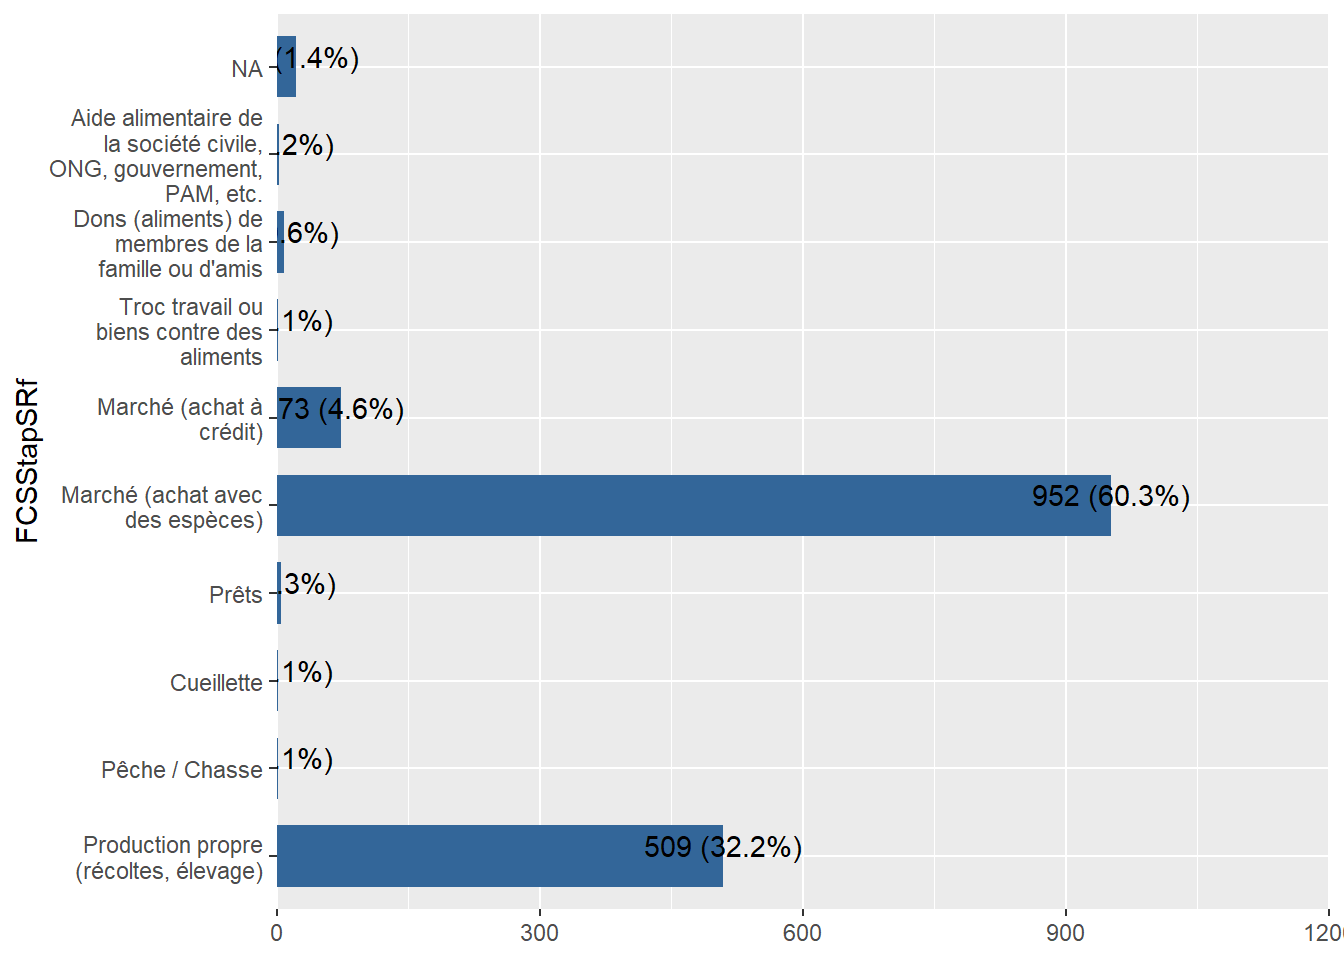 NA
(1.4%)
Aide alimentaire de
la société civile,
ONG, gouvernement,
PAM, etc.
.2%)
Dons (aliments) de
membres de la
famille ou d'amis
.6%)
Troc travail ou
biens contre des
aliments
1%)
Marché (achat à
crédit)
73 (4.6%)
Marché (achat avec
des espèces)
952 (60.3%)
Prêts
.3%)
Cueillette
1%)
Pêche / Chasse
1%)
Production propre
(récoltes, élevage)
509 (32.2%)
FCSStapSRf
0 300 600 900 120